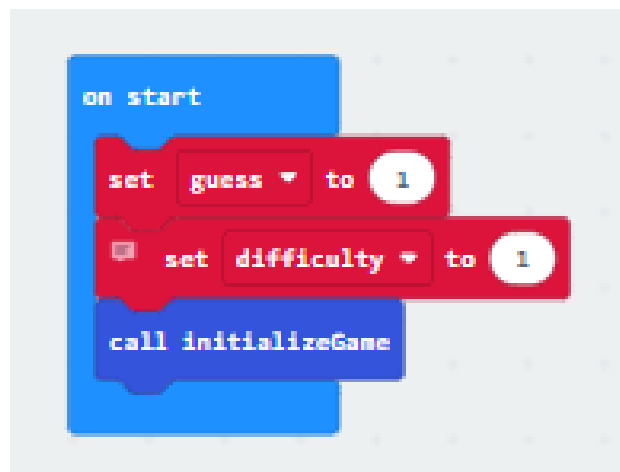 on start
set guess to 1
set difficulty to 1
call initializeGame